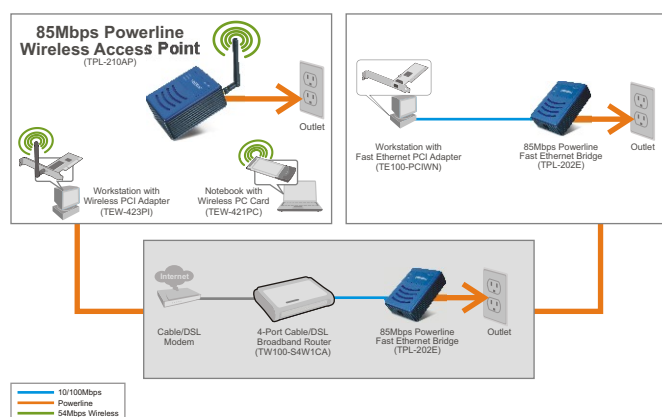 85Mbps Powerline
Wireless Access Point
(TPL-210AP)
Outlet
Workstation with
Wireless PCI Adapter
(TEW-423PI)
Notebook with
Wireless PC Card
(TEW-421PC)
Workstation with
Fast Ethernet PCI Adapter
(TE100-PCIWN)
85Mbps Powerline
Fast Ethernet Bridge
(TPL-202E)
Outlet
Internet
Cable/DSL
Modem
4-Port Cable/DSL
Broadband Router
(TW100-S4W1CA)
85Mbps Powerline
Fast Ethernet Bridge
(TPL-202E)
Outlet
10/100Mbps
Powerline
54Mbps Wireless